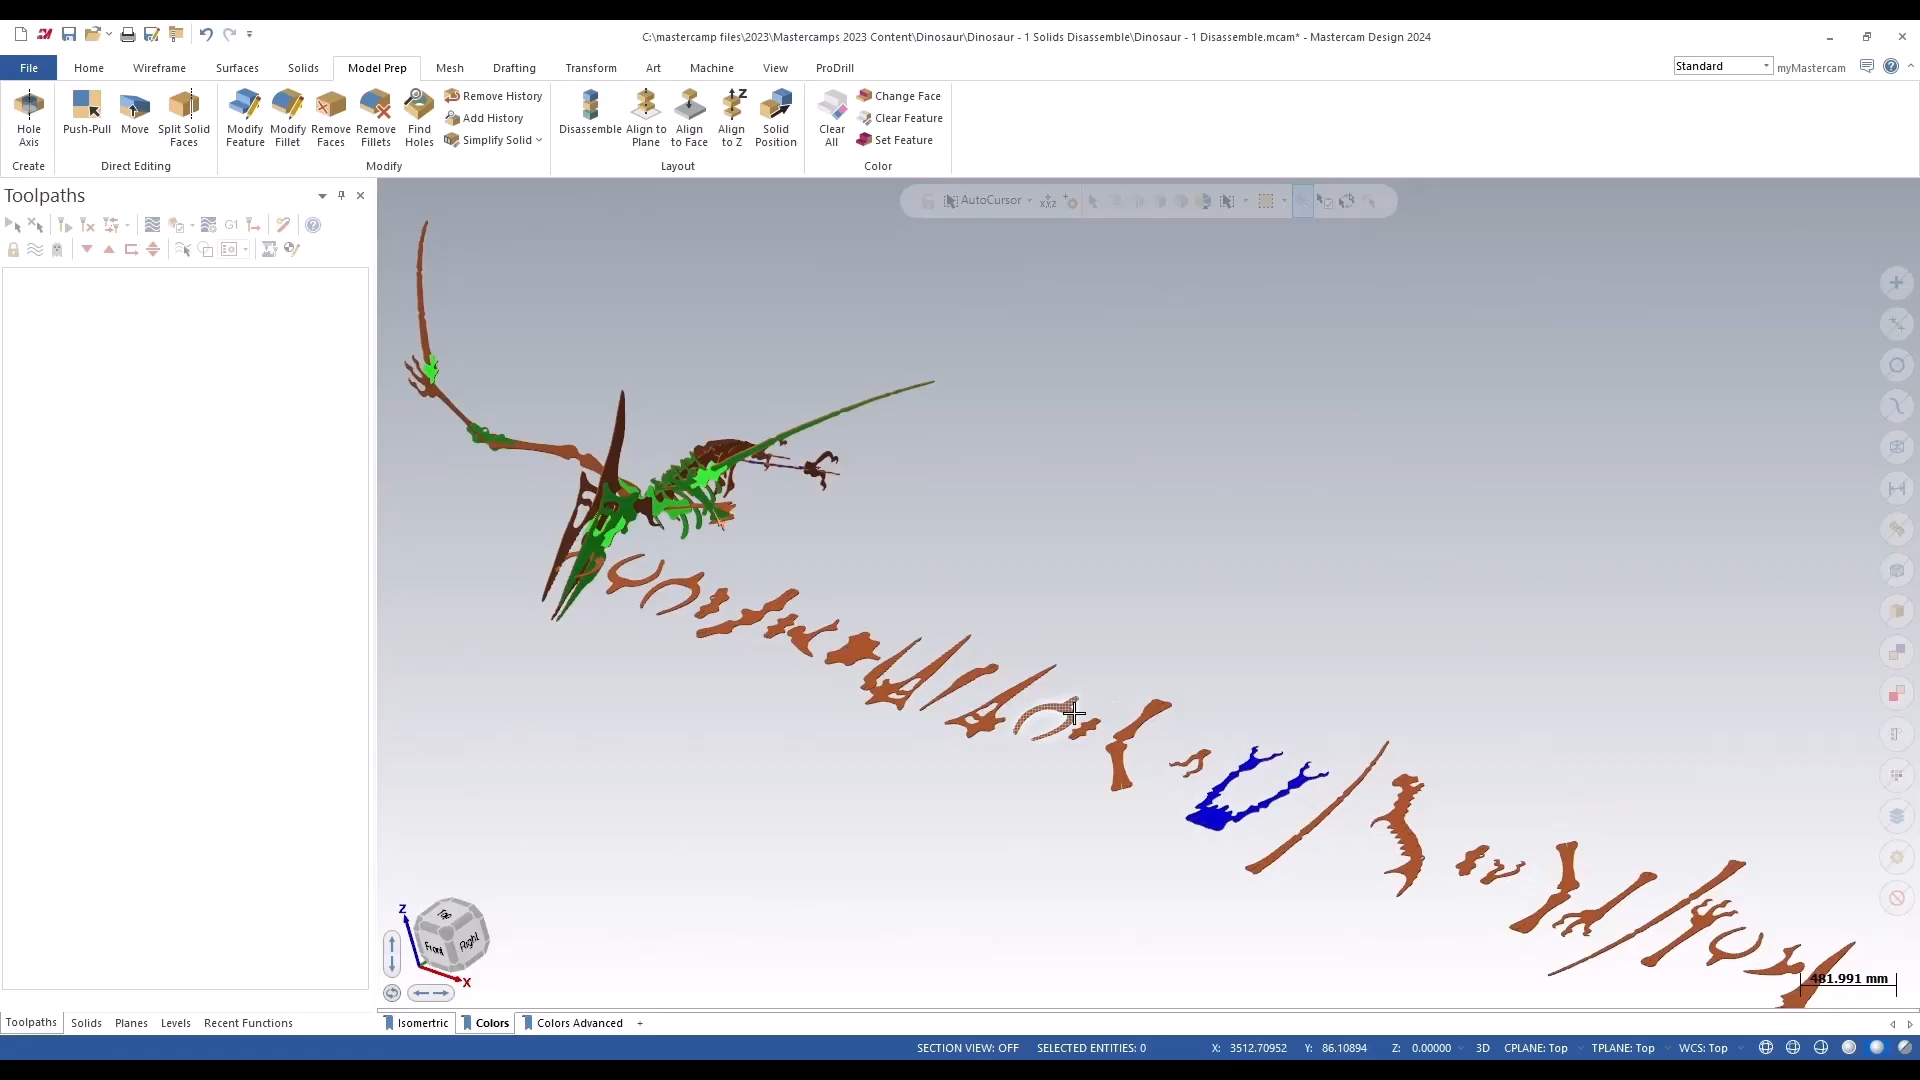 C:\mastercamp files\2023\Mastercamps 2023 Content\Dinosaur\Dinosaur - 1 Solids Disassemble\Dinosaur - 1 Disassemble.mcam* - Mastercam Design 2024
File Home Wireframe Surfaces Solids Model Prep Mesh Drafting Transform Art Machine View ProDrill Standard myMastercam
Hole Axis
Push-Pull
Move
Split Solid Faces
Modify Feature
Modify Fillet
Remove Faces
Remove Fillets
Find Holes
Remove History
Add History
Simplify Solid
Disassemble
Align to Plane
Align to Face
Align to Z
Solid Position
Clear All
Change Face
Clear Feature
Set Feature
Create Direct Editing Modify Layout Color
Toolpaths
AutoCursor
G1
Top
Front
Right
Z
X
481.991 mm
Toolpaths Solids Planes Levels Recent Functions
Isometric Colors Colors Advanced +
SECTION VIEW: OFF SELECTED ENTITIES: 0 X: 3512.70952 Y: 86.10894 Z: 0.00000 3D CPLANE: Top TPLANE: Top WCS: Top